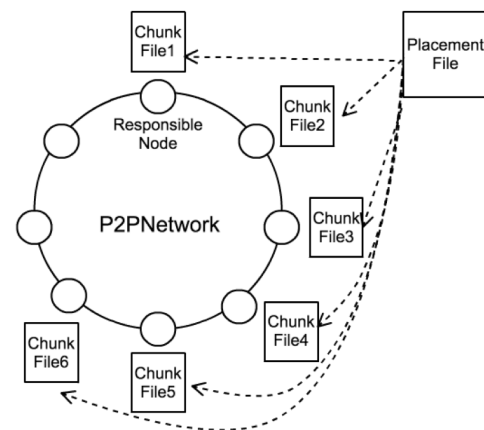 Chunk
File1
Placement
File
Chunk
File2
Responsible
Node
P2PNetwork
Chunk
File3
Chunk
File4
Chunk
File6
Chunk
File5